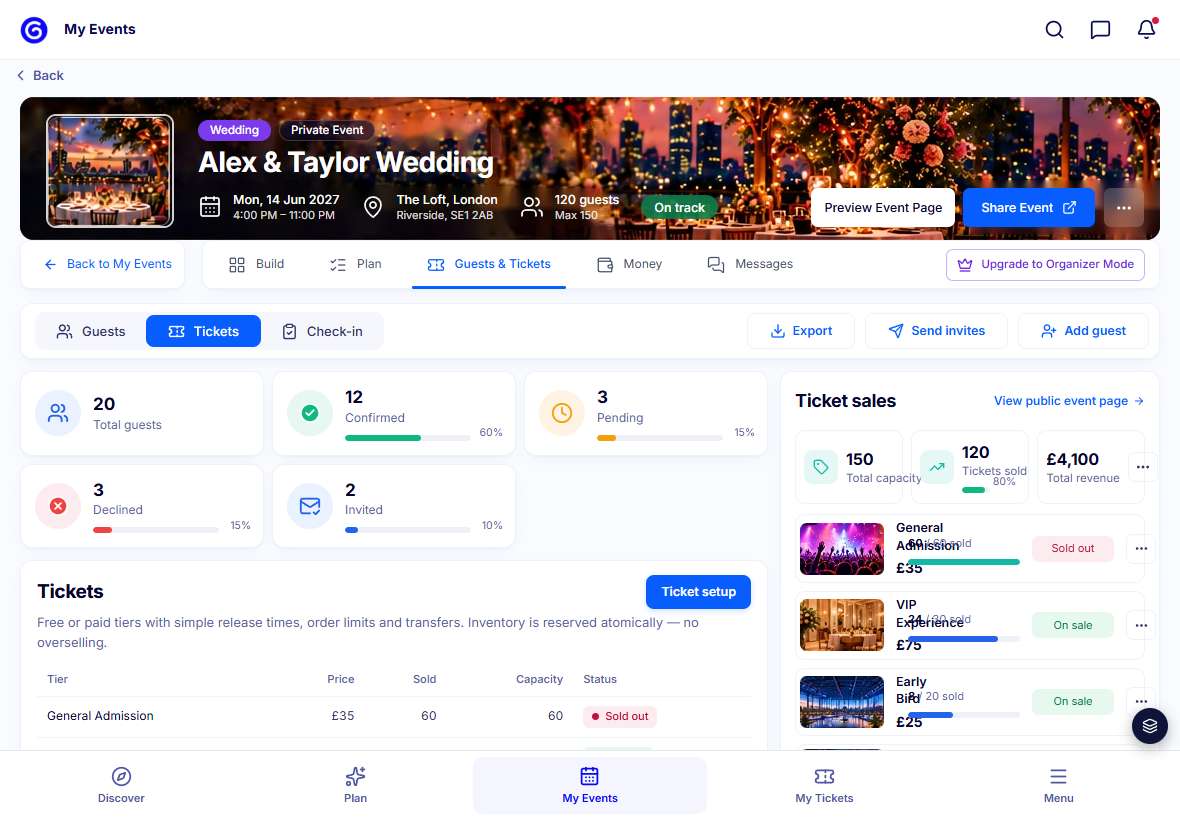 My Events
Back
Wedding
Private Event
Alex & Taylor Wedding
Mon, 14 Jun 2027
4:00 PM – 11:00 PM
The Loft, London
Riverside, SE1 2AB
120 guests
Max 150
On track
Preview Event Page
Share Event
Back to My Events
Build
Plan
Guests & Tickets
Money
Messages
Upgrade to Organizer Mode
Guests
Tickets
Check-in
Export
Send invites
Add guest
20
Total guests
12
Confirmed
60%
3
Pending
15%
3
Declined
15%
2
Invited
10%
Tickets
Ticket setup
Free or paid tiers with simple release times, order limits and transfers. Inventory is reserved atomically — no
overselling.
Tier Price Sold Capacity Status
General Admission £35 60 60 Sold out
Ticket sales
View public event page
150
Total capacity
120
Tickets sold
80%
£4,100
Total revenue
General
Admission
60 / 60 sold
£35
Sold out
VIP
Experience
24 / 30 sold
£75
On sale
Early
Bird
8 / 20 sold
£25
On sale
Discover
Plan
My Events
My Tickets
Menu